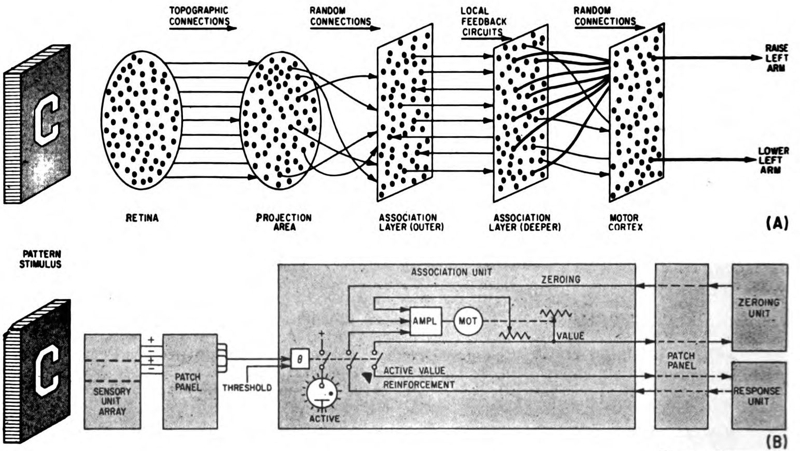 TOPOGRAPHIC
CONNECTIONS
RANDOM
CONNECTIONS
LOCAL
FEEDBACK
CIRCUITS
RANDOM
CONNECTIONS
C
RAISE
LEFT
ARM
LOWER
LEFT
ARM
RETINA
PROJECTION
AREA
ASSOCIATION
LAYER (OUTER)
ASSOCIATION
LAYER (DEEPER)
MOTOR
CORTEX
(A)
PATTERN
STIMULUS
C
SENSORY
UNIT
ARRAY
+
−
+
−
PATCH
PANEL
THRESHOLD
ASSOCIATION UNIT
θ
+
ACTIVE
AMPL
MOT
ZEROING
VALUE
ACTIVE VALUE
REINFORCEMENT
PATCH
PANEL
ZEROING
UNIT
RESPONSE
UNIT
(B)